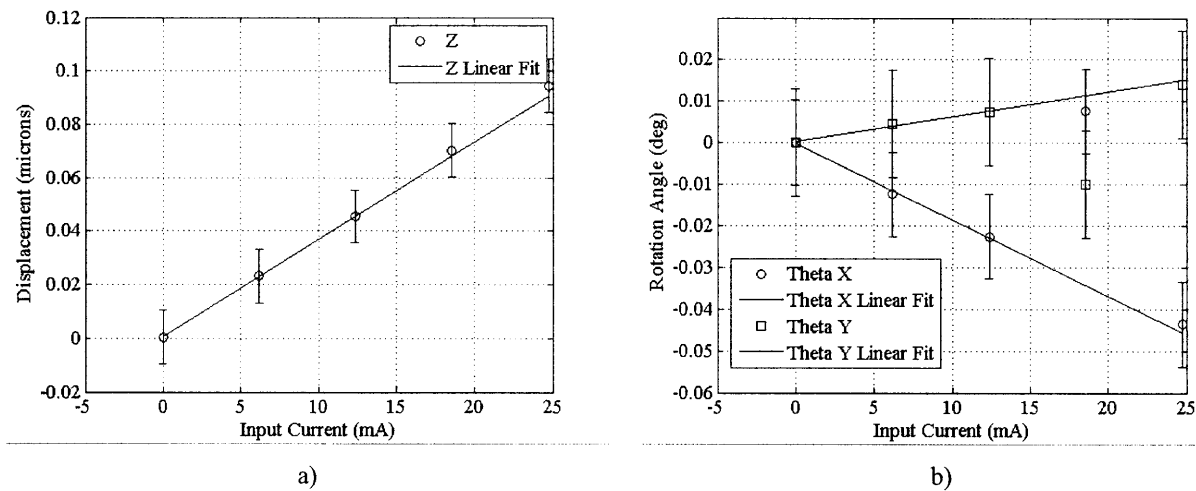 0.12
0.1
0.08
0.06
0.04
0.02
0
-0.02
Displacement (microns)
Z
Z Linear Fit
-5
0
5
10
15
20
25
Input Current (mA)
a)
0.02
0.01
0
-0.01
-0.02
-0.03
-0.04
-0.05
-0.06
Rotation Angle (deg)
Theta X
Theta X Linear Fit
Theta Y
Theta Y Linear Fit
-5
0
5
10
15
20
25
Input Current (mA)
b)